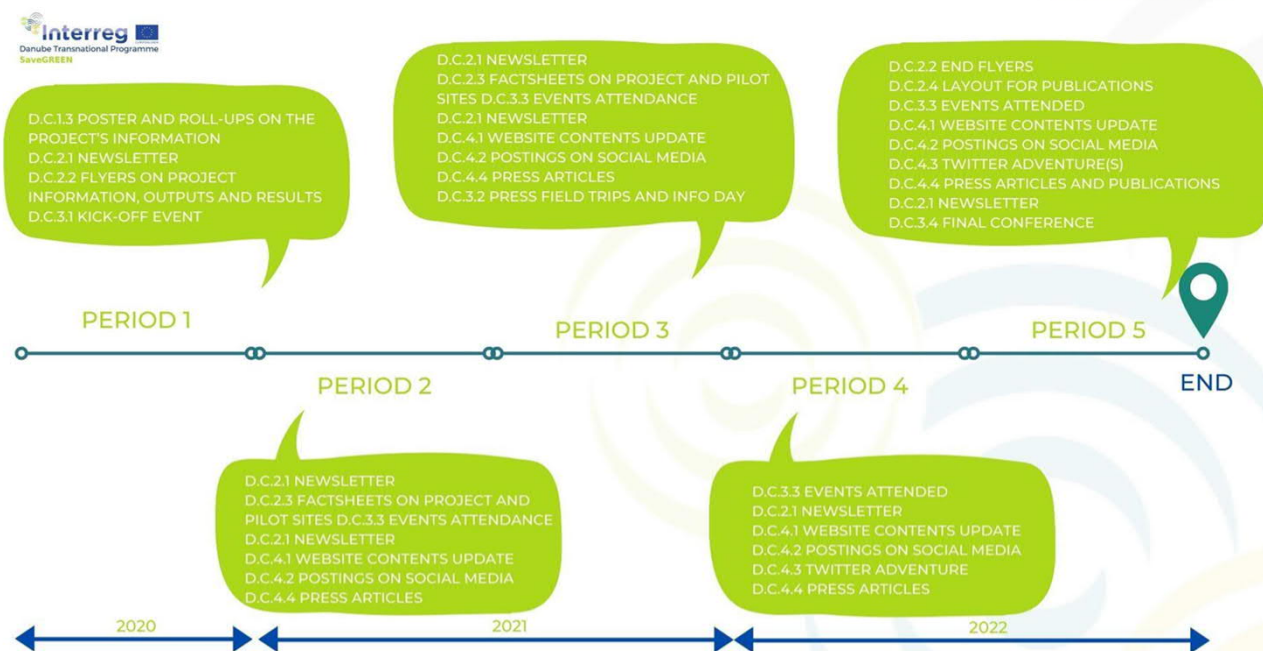 Interreg
Danube Transnational Programme
SaveGREEN
D.C.1.3 POSTER AND ROLL-UPS ON THE
PROJECT'S INFORMATION
D.C.2.1 NEWSLETTER
D.C.2.2 FLYERS ON PROJECT
INFORMATION, OUTPUTS AND RESULTS
D.C.3.1 KICK-OFF EVENT
D.C.2.1 NEWSLETTER
D.C.2.3 FACTSHEETS ON PROJECT AND PILOT
SITES D.C.3.3 EVENTS ATTENDANCE
D.C.2.1 NEWSLETTER
D.C.4.1 WEBSITE CONTENTS UPDATE
D.C.4.2 POSTINGS ON SOCIAL MEDIA
D.C.4.4 PRESS ARTICLES
D.C.3.2 PRESS FIELD TRIPS AND INFO DAY
D.C.2.2 END FLYERS
D.C.2.4 LAYOUT FOR PUBLICATIONS
D.C.3.3 EVENTS ATTENDED
D.C.4.1 WEBSITE CONTENTS UPDATE
D.C.4.2 POSTINGS ON SOCIAL MEDIA
D.C.4.3 TWITTER ADVENTURE(S)
D.C.4.4 PRESS ARTICLES AND PUBLICATIONS
D.C.2.1 NEWSLETTER
D.C.3.4 FINAL CONFERENCE
PERIOD 1
PERIOD 3
PERIOD 5
PERIOD 2
PERIOD 4
END
D.C.2.1 NEWSLETTER
D.C.2.3 FACTSHEETS ON PROJECT AND
PILOT SITES D.C.3.3 EVENTS ATTENDANCE
D.C.2.1 NEWSLETTER
D.C.4.1 WEBSITE CONTENTS UPDATE
D.C.4.2 POSTINGS ON SOCIAL MEDIA
D.C.4.4 PRESS ARTICLES
D.C.3.3 EVENTS ATTENDED
D.C.2.1 NEWSLETTER
D.C.4.1 WEBSITE CONTENTS UPDATE
D.C.4.2 POSTINGS ON SOCIAL MEDIA
D.C.4.3 TWITTER ADVENTURE
D.C.4.4 PRESS ARTICLES
2020
2021
2022